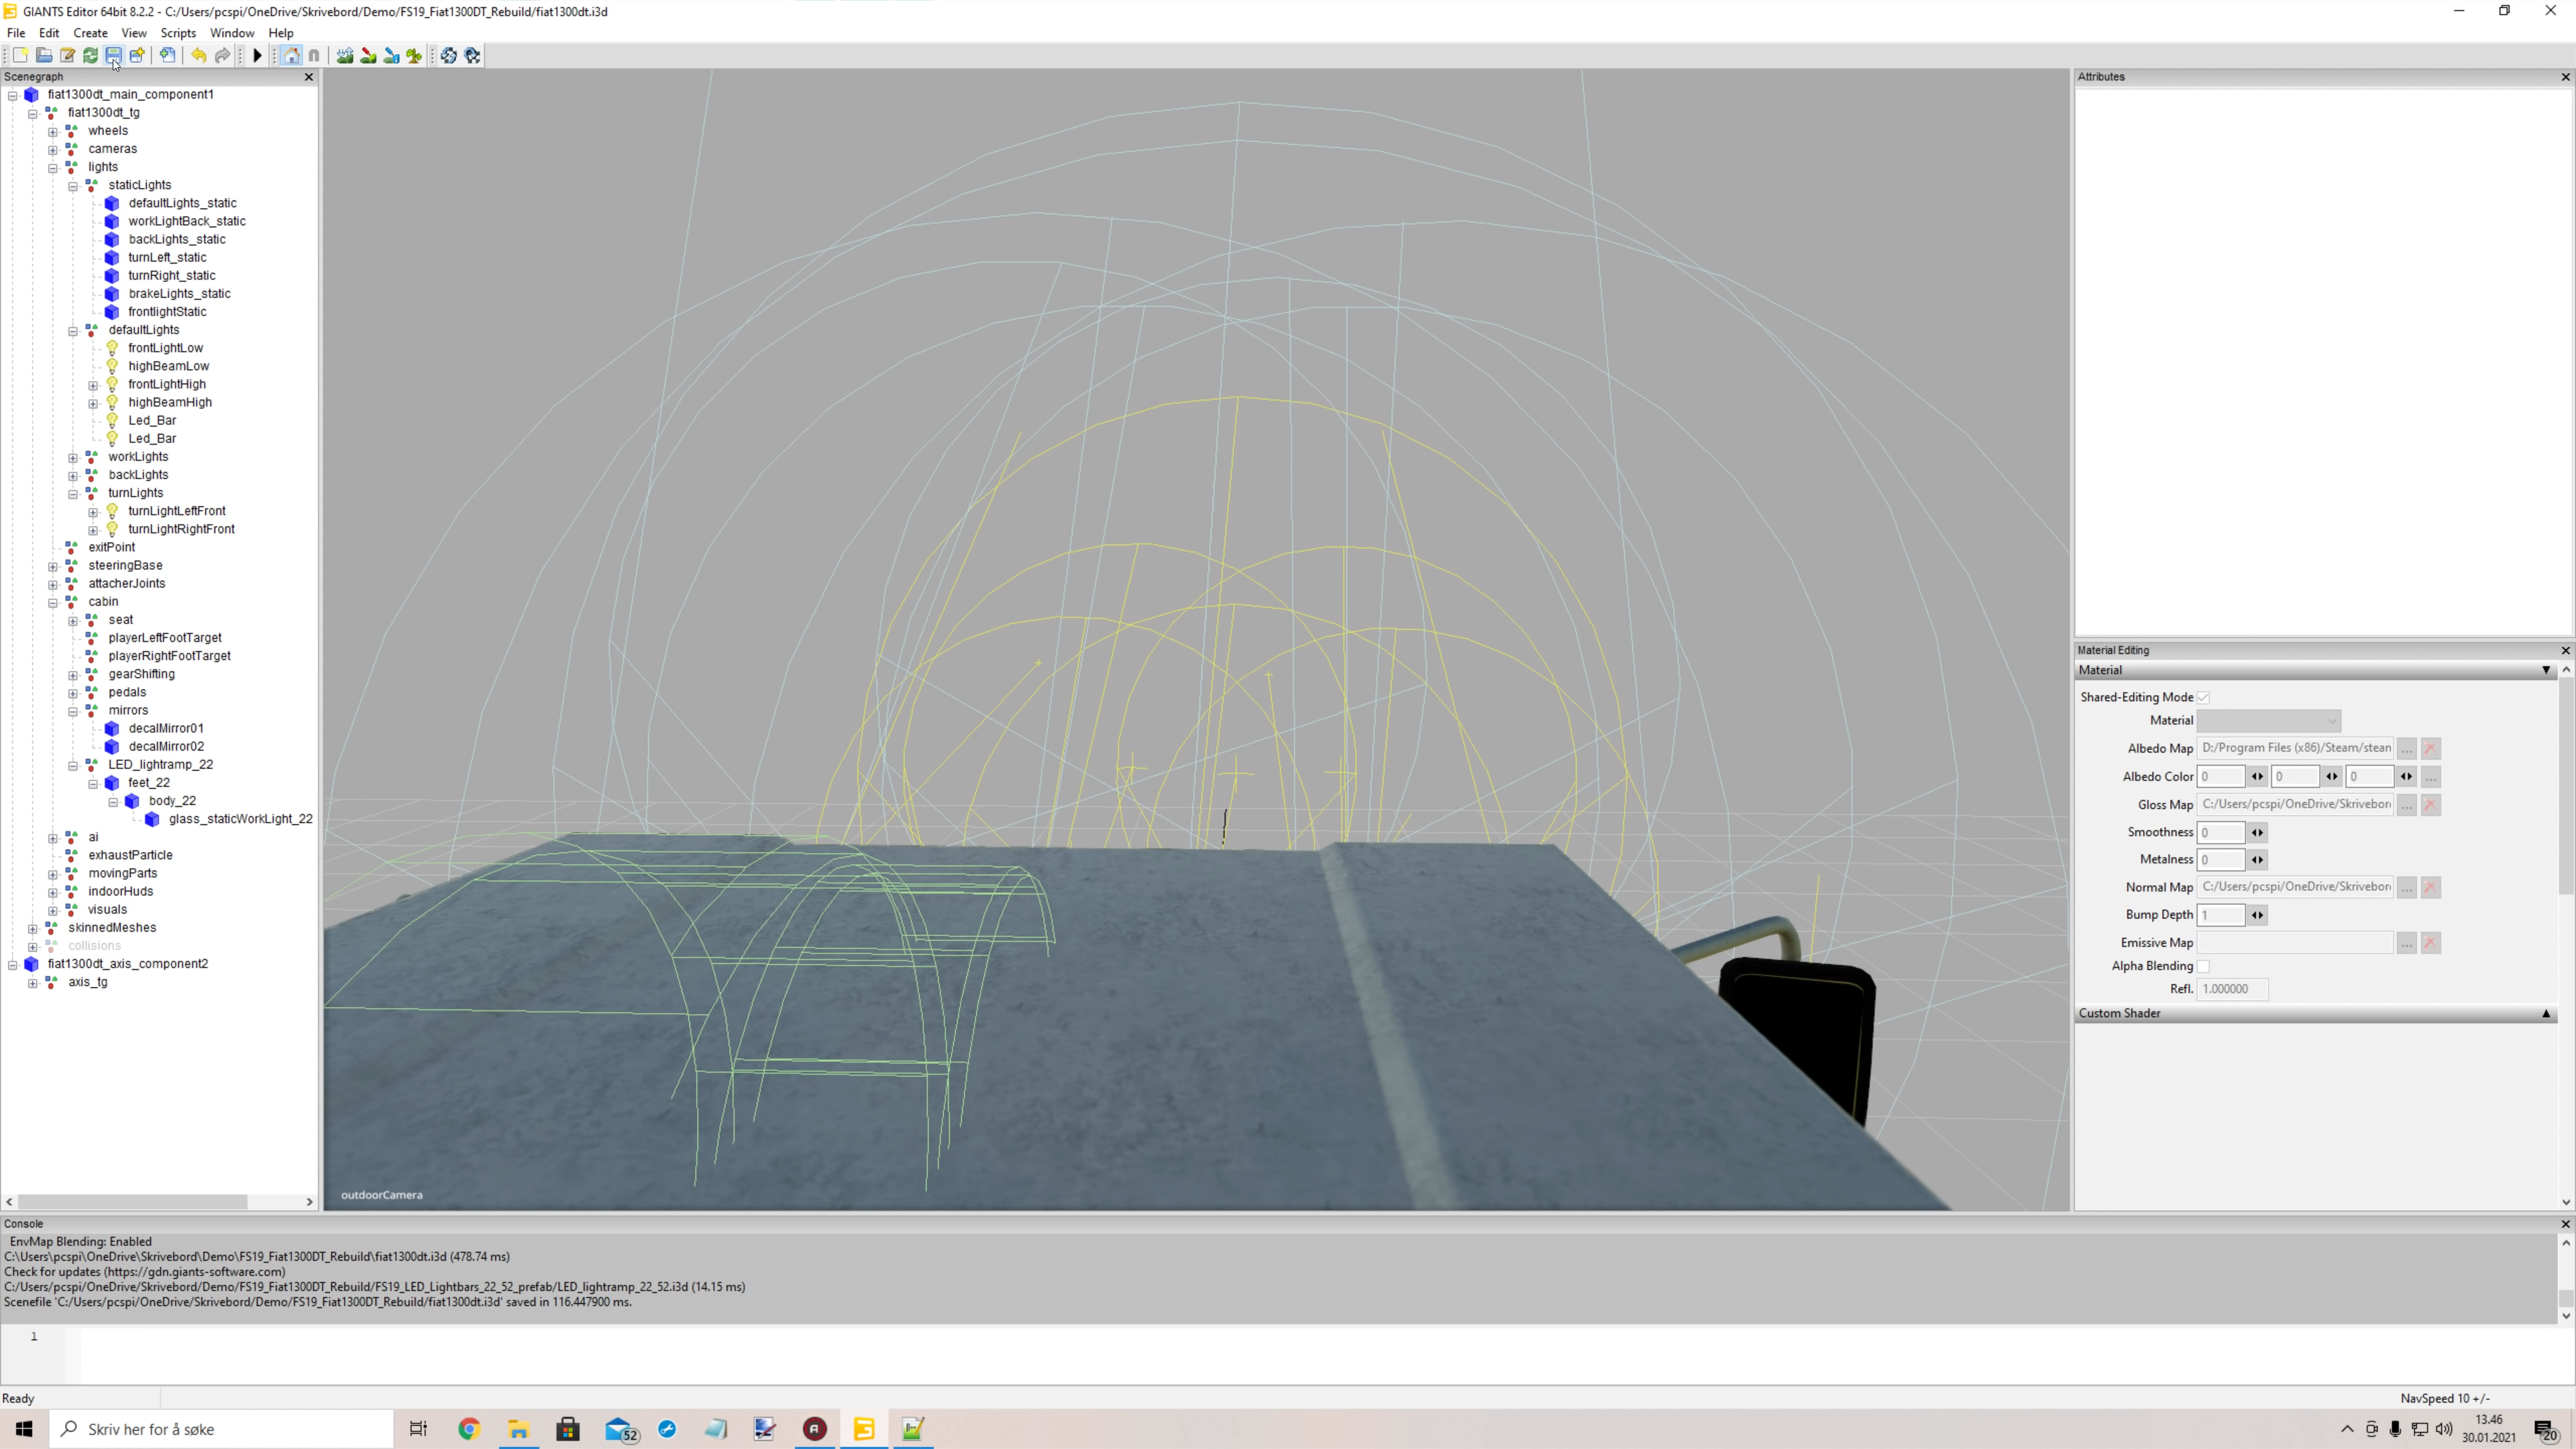 GIANTS Editor 64bit 8.2.2 - C:/Users/pcspi/OneDrive/Skrivebord/Demo/FS19_Fiat1300DT_Rebuild/fiat1300dt.i3d
File Edit Create View Scripts Window Help
Scenegraph
fiat1300dt_main_component1
fiat1300dt_tg
wheels
cameras
lights
staticLights
defaultLights_static
workLightBack_static
backLights_static
turnLeft_static
turnRight_static
brakeLights_static
frontlightStatic
defaultLights
frontLightLow
highBeamLow
frontLightHigh
highBeamHigh
Led_Bar
Led_Bar
workLights
backLights
turnLights
turnLightLeftFront
turnLightRightFront
exitPoint
steeringBase
attacherJoints
cabin
seat
playerLeftFootTarget
playerRightFootTarget
gearShifting
pedals
mirrors
decalMirror01
decalMirror02
LED_lightramp_22
feet_22
body_22
glass_staticWorkLight_22
ai
exhaustParticle
movingParts
indoorHuds
visuals
skinnedMeshes
collisions
fiat1300dt_axis_component2
axis_tg
outdoorCamera
Attributes
Material Editing
Material
Shared-Editing Mode
Material
Albedo Map D:/Program Files (x86)/Steam/stean
...
Albedo Color 0 0 0 ...
Gloss Map C:/Users/pcspi/OneDrive/Skrivebor
...
Smoothness 0
Metalness 0
Normal Map C:/Users/pcspi/OneDrive/Skrivebor
...
Bump Depth 1
Emissive Map ...
Alpha Blending
Refl. 1.000000
Custom Shader
Console
EnvMap Blending: Enabled
C:\Users\pcspi\OneDrive\Skrivebord\Demo\FS19_Fiat1300DT_Rebuild\fiat1300dt.i3d (478.74 ms)
Check for updates (https://gdn.giants-software.com)
C:/Users/pcspi/OneDrive/Skrivebord/Demo/FS19_Fiat1300DT_Rebuild/FS19_LED_Lightbars_22_52_prefab/LED_lightramp_22_52.i3d (14.15 ms)
Scenefile 'C:/Users/pcspi/OneDrive/Skrivebord/Demo/FS19_Fiat1300DT_Rebuild/fiat1300dt.i3d' saved in 116.447900 ms.
1
Ready
NavSpeed 10 +/-
Skriv her for å søke
52
13.46
30.01.2021
20